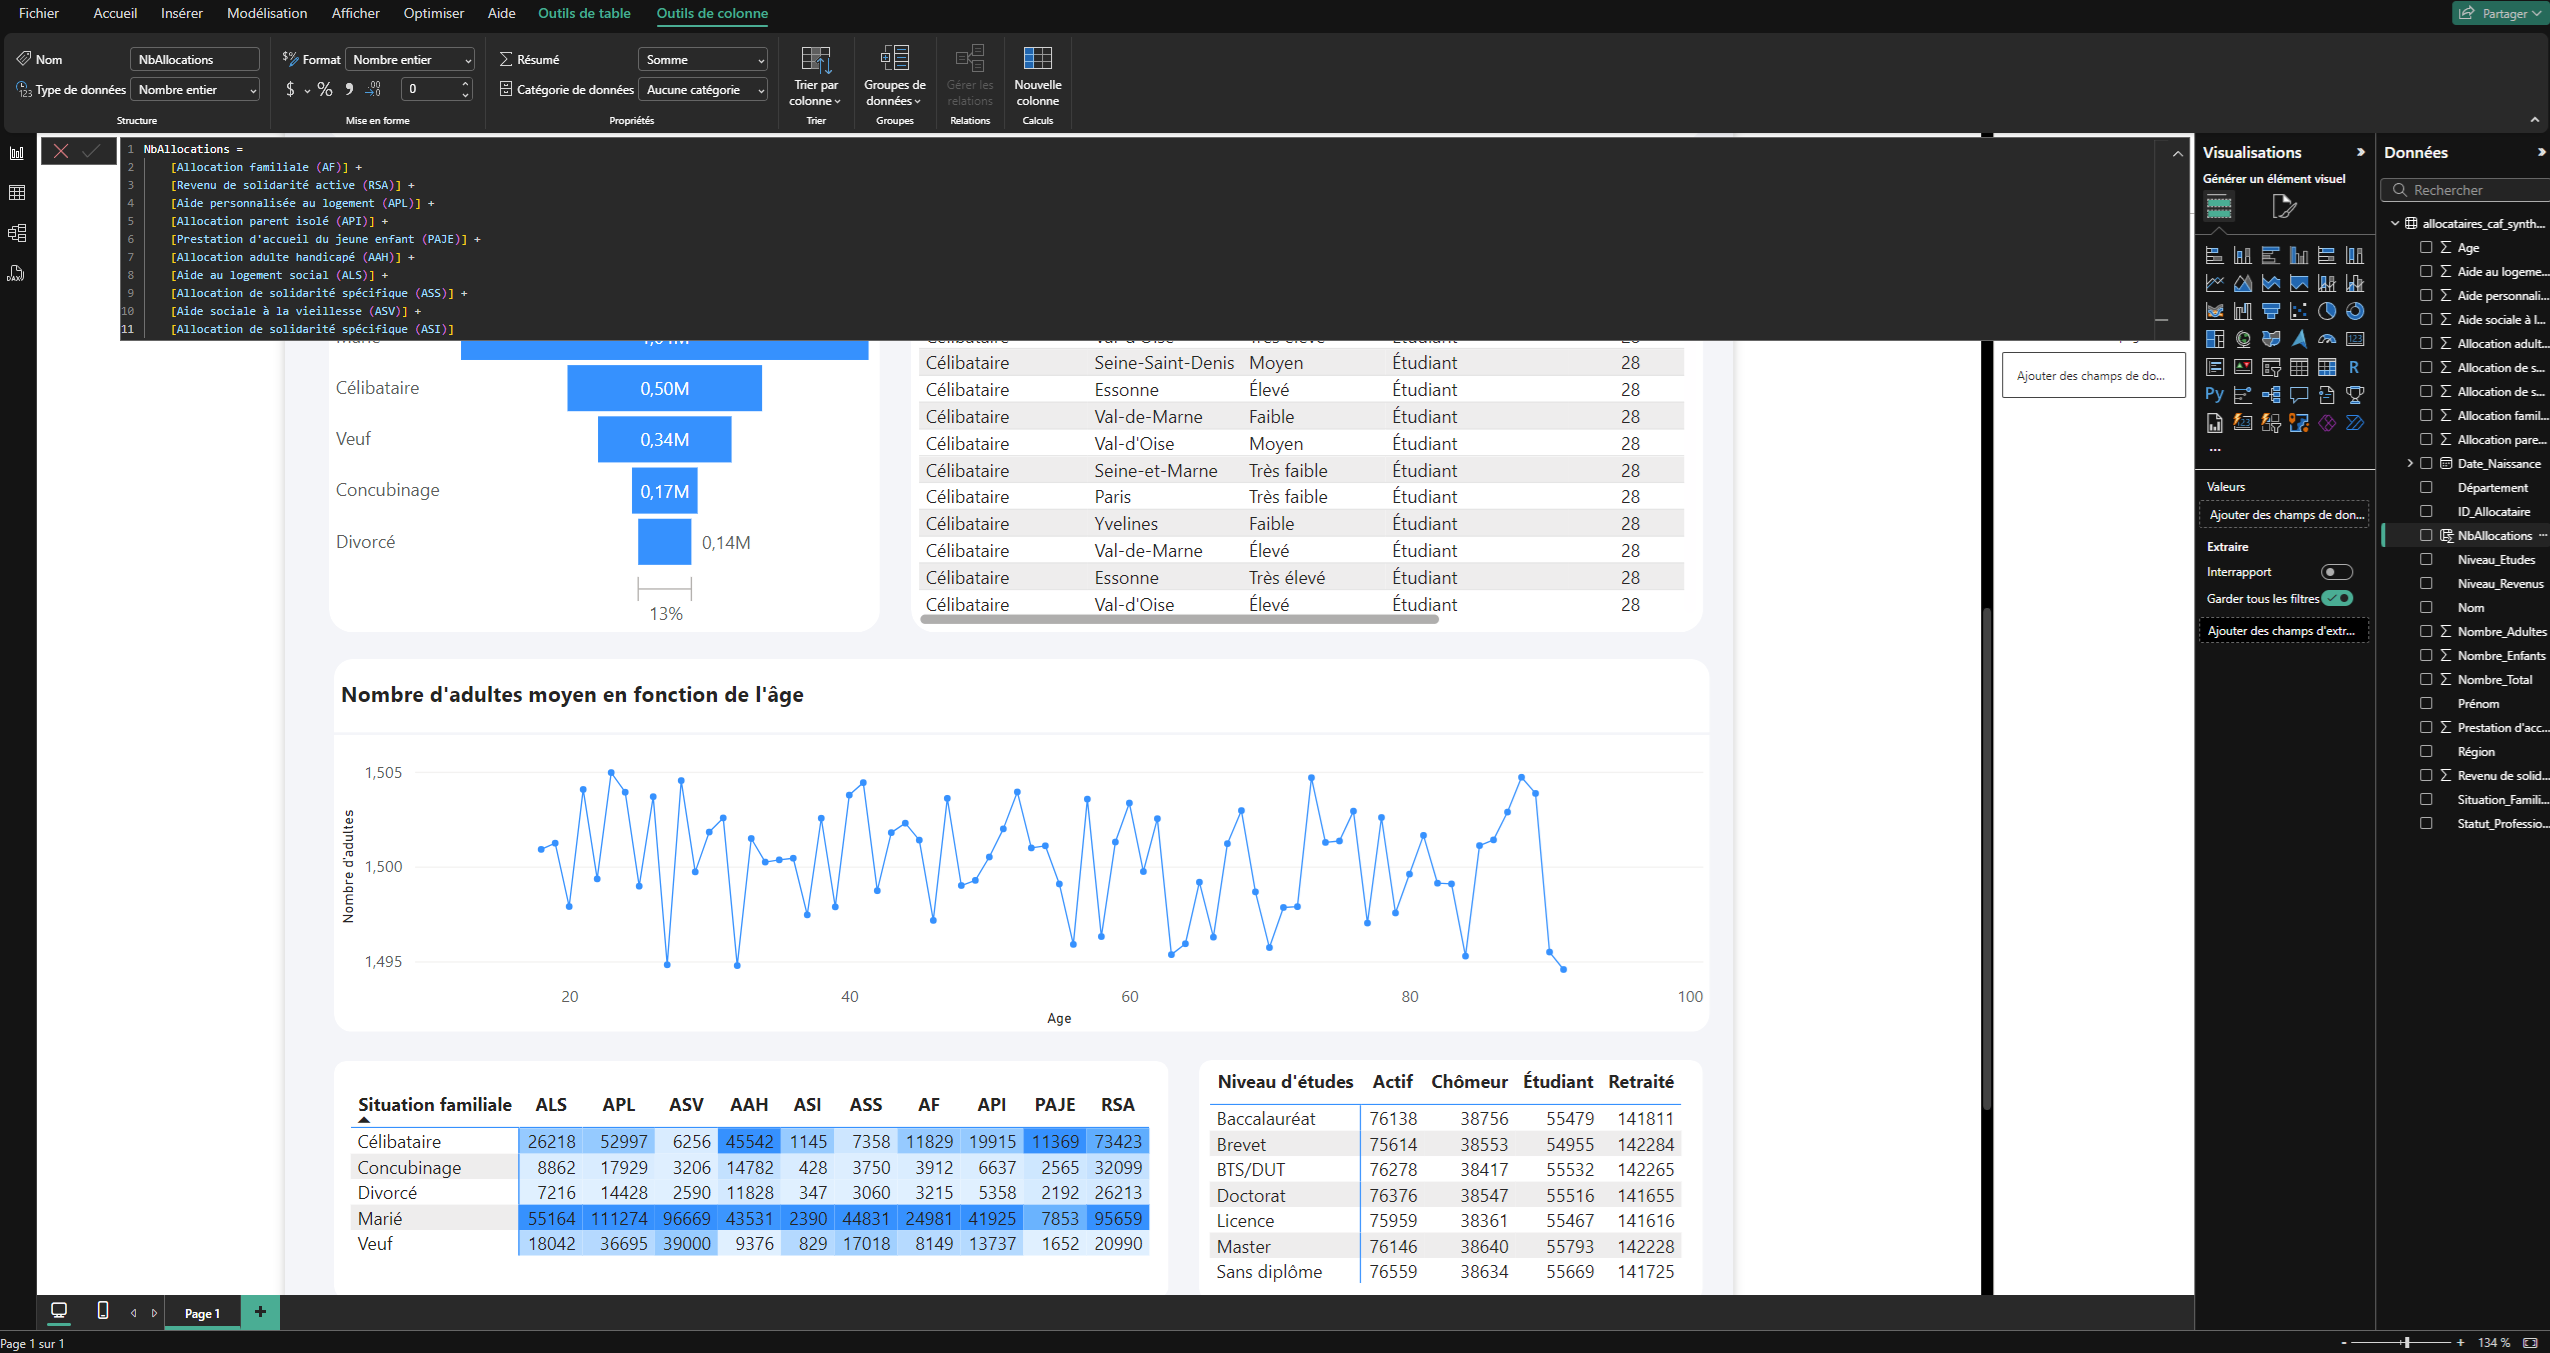 Fichier Accueil Insérer Modélisation Afficher Optimiser Aide Outils de table Outils de colonne Partager
Nom NbAllocations
Type de données Nombre entier
Structure
Format Nombre entier
$ % 0
Mise en forme
Résumé Somme
Catégorie de données Aucune catégorie
Propriétés
Trier par
colonne
Trier
Groupes de
données
Groupes
Gérer les
relations
Relations
Nouvelle
colonne
Calculs
1 NbAllocations =
2 [Allocation familiale (AF)] +
3 [Revenu de solidarité active (RSA)] +
4 [Aide personnalisée au logement (APL)] +
5 [Allocation parent isolé (API)] +
6 [Prestation d'accueil du jeune enfant (PAJE)] +
7 [Allocation adulte handicapé (AAH)] +
8 [Aide au logement social (ALS)] +
9 [Allocation de solidarité spécifique (ASS)] +
10 [Aide sociale à la vieillesse (ASV)] +
11 [Allocation de solidarité spécifique (ASI)]
Célibataire 0,50M
Veuf 0,34M
Concubinage 0,17M
Divorcé 0,14M
13%
Célibataire Seine-Saint-Denis Moyen Étudiant 28
Célibataire Essonne Élevé Étudiant 28
Célibataire Val-de-Marne Faible Étudiant 28
Célibataire Val-d'Oise Moyen Étudiant 28
Célibataire Seine-et-Marne Très faible Étudiant 28
Célibataire Paris Très faible Étudiant 28
Célibataire Yvelines Faible Étudiant 28
Célibataire Val-de-Marne Élevé Étudiant 28
Célibataire Essonne Très élevé Étudiant 28
Célibataire Val-d'Oise Élevé Étudiant 28
Nombre d'adultes moyen en fonction de l'âge
Nombre d'adultes
1,505
1,500
1,495
20 40 60 80 100
Age
Situation familiale ALS APL ASV AAH ASI ASS AF API PAJE RSA
Célibataire 26218 52997 6256 45542 1145 7358 11829 19915 11369 73423
Concubinage 8862 17929 3206 14782 428 3750 3912 6637 2565 32099
Divorcé 7216 14428 2590 11828 347 3060 3215 5358 2192 26213
Marié 55164 111274 96669 43531 2390 44831 24981 41925 7853 95659
Veuf 18042 36695 39000 9376 829 17018 8149 13737 1652 20990
Niveau d'études Actif Chômeur Étudiant Retraité
Baccalauréat 76138 38756 55479 141811
Brevet 75614 38553 54955 142284
BTS/DUT 76278 38417 55532 142265
Doctorat 76376 38547 55516 141655
Licence 75959 38361 55467 141616
Master 76146 38640 55793 142228
Sans diplôme 76559 38634 55669 141725
Ajouter des champs de do...
Visualisations
Générer un élément visuel
R
Py
...
Valeurs
Ajouter des champs de don...
Extraire
Interrapport
Garder tous les filtres
Ajouter des champs d'extr...
Données
Rechercher
allocataires_caf_synth...
Age
Aide au logeme...
Aide personnali...
Aide sociale à l...
Allocation adult...
Allocation de s...
Allocation de s...
Allocation famil...
Allocation pare...
Date_Naissance
Département
ID_Allocataire
NbAllocations ...
Niveau_Etudes
Niveau_Revenus
Nom
Nombre_Adultes
Nombre_Enfants
Nombre_Total
Prénom
Prestation d'acc...
Région
Revenu de solid...
Situation_Famili...
Statut_Professio...
Page 1 +
Page 1 sur 1
- + 134 %